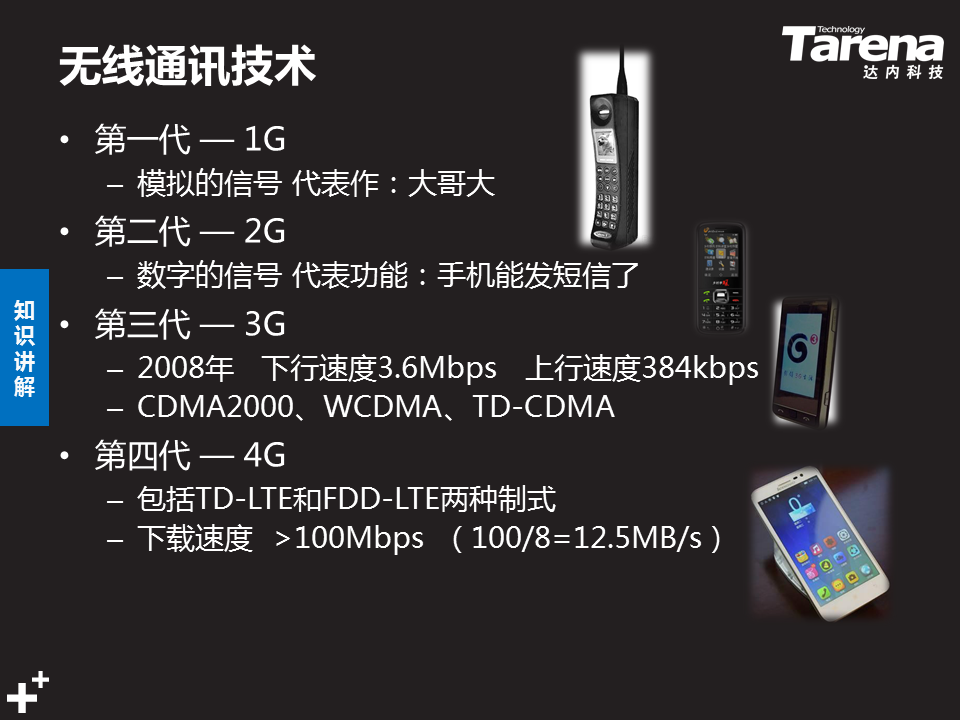 无线通讯技术
Technology
Tarena
达内科技
• 第一代 — 1G
– 模拟的信号 代表作：大哥大
• 第二代 — 2G
– 数字的信号 代表功能：手机能发短信了
• 第三代 — 3G
– 2008年 下行速度3.6Mbps 上行速度384kbps
– CDMA2000、WCDMA、TD-CDMA
• 第四代 — 4G
– 包括TD-LTE和FDD-LTE两种制式
– 下载速度 >100Mbps （100/8=12.5MB/s）
知识讲解